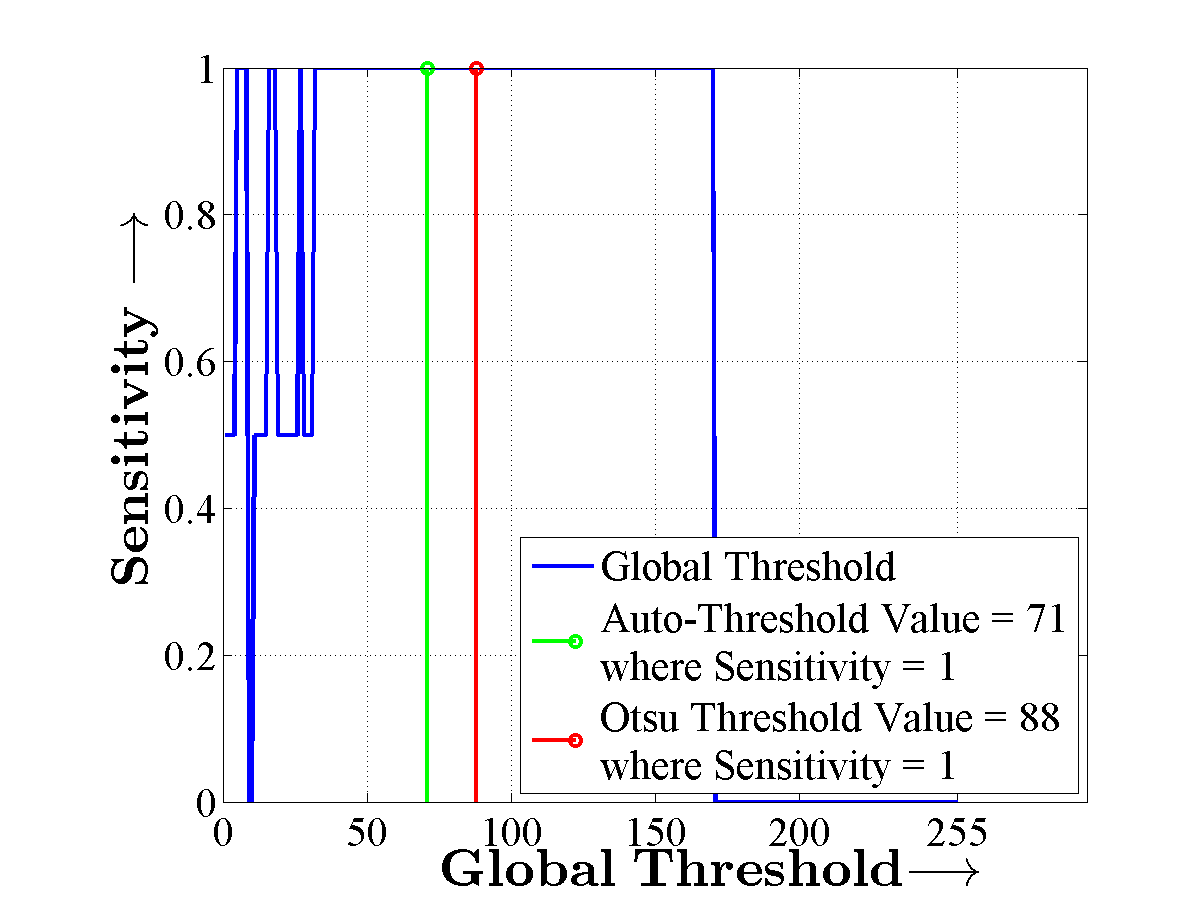 1
0.8
0.6
0.4
0.2
0
Sensitivity →
Global Threshold
Auto-Threshold Value = 71
where Sensitivity = 1
Otsu Threshold Value = 88
where Sensitivity = 1
0 50 100 150 200 255
Global Threshold→